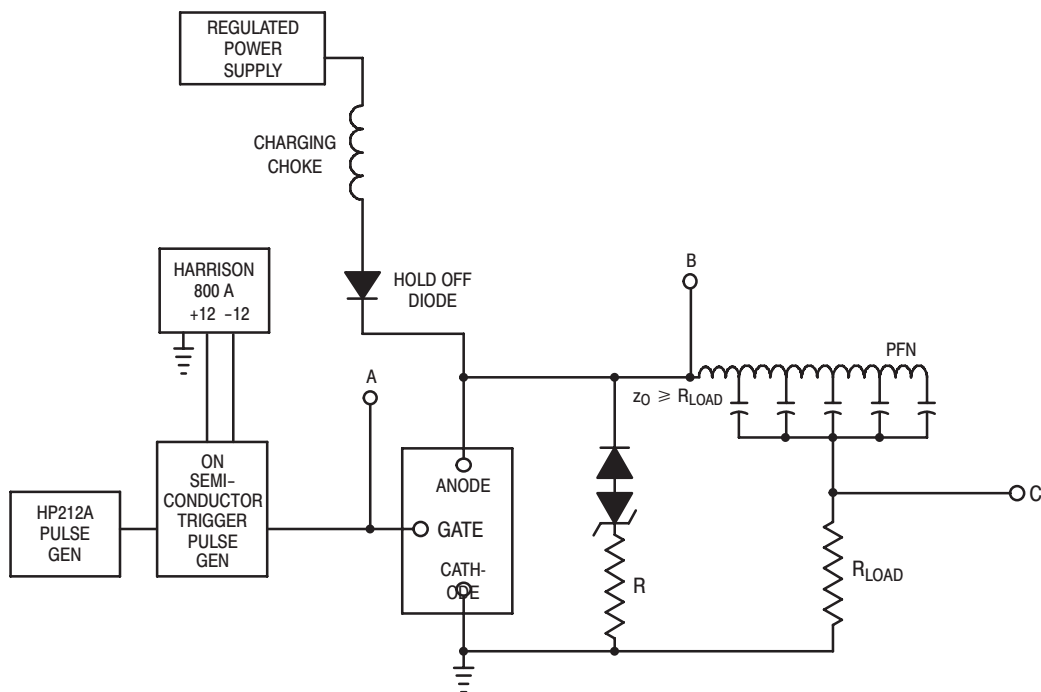 REGULATED
POWER
SUPPLY
CHARGING
CHOKE
HARRISON
800 A
+12 -12
HOLD OFF
DIODE
B
PFN
A
z0 ≥ RLOAD
ON
SEMI-
CONDUCTOR
TRIGGER
PULSE
GEN
ANODE
HP212A
PULSE
GEN
GATE
C
CATH-
ODE
R
RLOAD